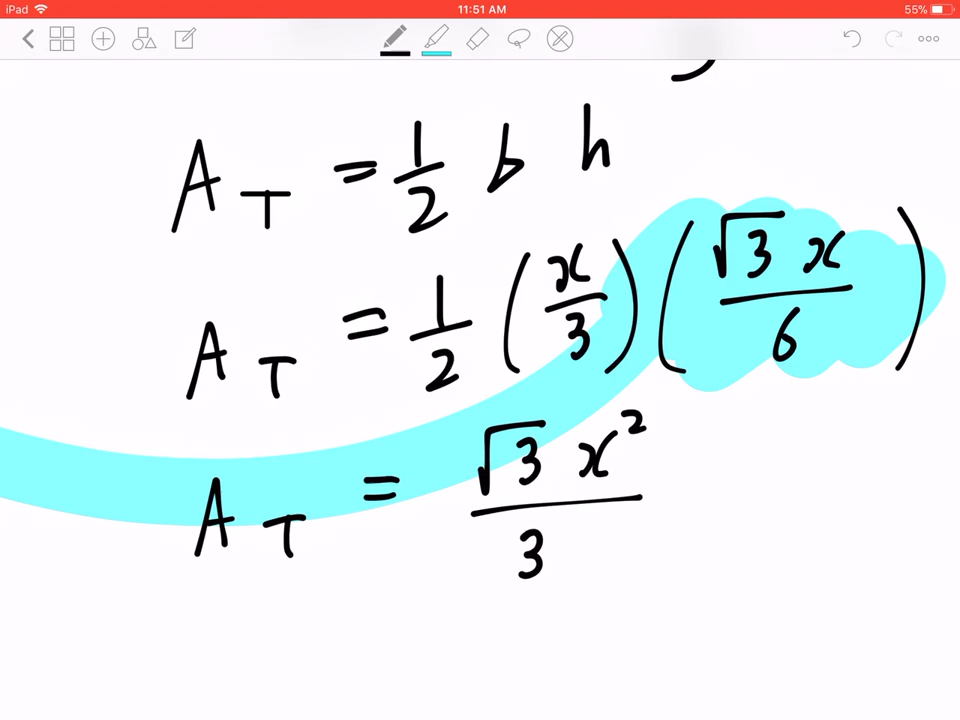 iPad 11:51 AM 55%
A_T = 1/2 b h
A_T = 1/2 (x/3) (√3 x/6)
A_T = √3 x²/3